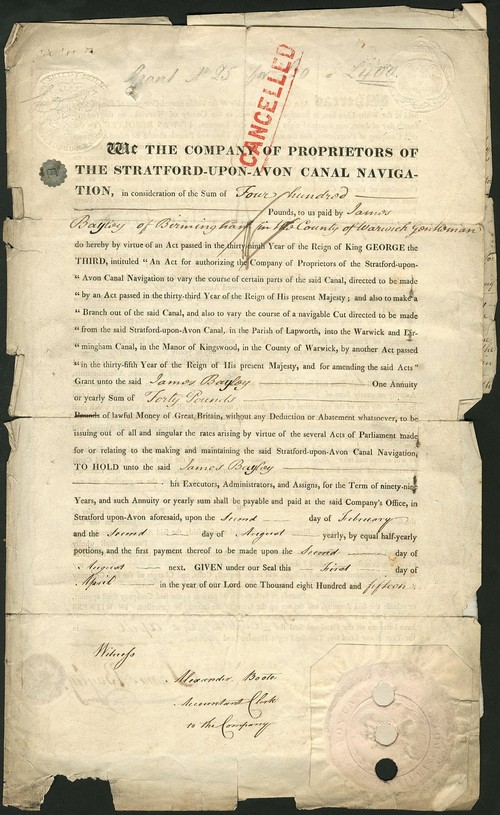 Grant No 25 £400
CANCELLED
We THE COMPANY OF PROPRIETORS OF
THE STRATFORD-UPON-AVON CANAL NAVIGA-
TION, in consideration of the Sum of Four hundred
Pounds, to us paid by James
Bayley of Birmingham in the County of Warwick Gentleman
do hereby by virtue of an Act passed in the thirty-ninth Year of the Reign of King GEORGE the
THIRD, intituled "An Act for authorizing the Company of Proprietors of the Stratford-upon-
" Avon Canal Navigation to vary the course of certain parts of the said Canal, directed to be made
" by an Act passed in the thirty-third Year of the Reign of His present Majesty; and also to make a
" Branch out of the said Canal, and also to vary the course of a navigable Cut directed to be made
" from the said Stratford-upon-Avon Canal, in the Parish of Lapworth, into the Warwick and Bir-
" mingham Canal, in the Manor of Kingswood, in the County of Warwick, by another Act passed
" in the thirty-fifth Year of the Reign of His present Majesty, and for amending the said Acts"
Grant unto the said James Bayley One Annuity
or yearly Sum of Forty Pounds
Pounds of lawful Money of Great Britain, without any Deduction or Abatement whatsoever, to be
issuing out of all and singular the rates arising by virtue of the several Acts of Parliament made
for or relating to the making and maintaining the said Stratford-upon-Avon Canal Navigation,
TO HOLD unto the said James Bayley
his Executors, Administrators, and Assigns, for the Term of ninety-nine
Years, and such Annuity or yearly sum shall be payable and paid at the said Company's Office, in
Stratford upon-Avon aforesaid, upon the Second day of February
and the Second day of August yearly, by equal half-yearly
portions, and the first payment thereof to be made upon the Second day of
August next. GIVEN under our Seal this First day of
April in the year of our Lord One Thousand eight Hundred and fifteen
Witness
Alexander Boote
Accountant Clerk
to the Company